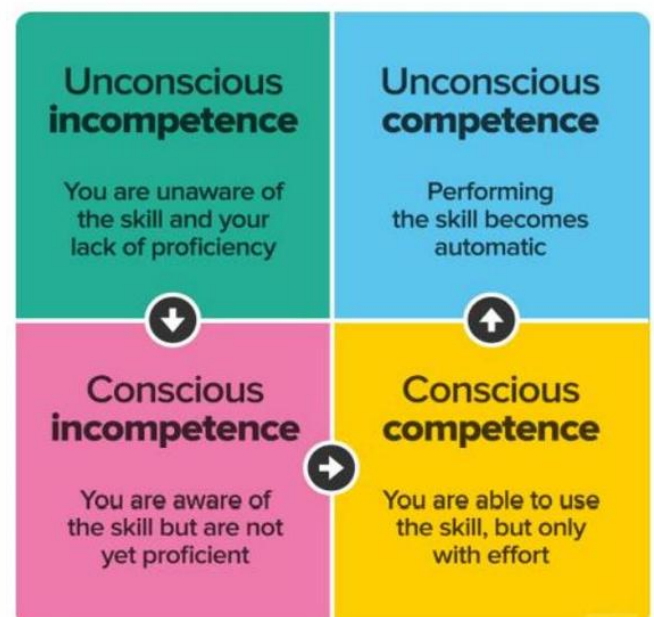 Unconscious
incompetence
You are unaware of
the skill and your
lack of proficiency
Unconscious
competence
Performing
the skill becomes
automatic
Conscious
incompetence
You are aware of
the skill but are not
yet proficient
Conscious
competence
You are able to use
the skill, but only
with effort